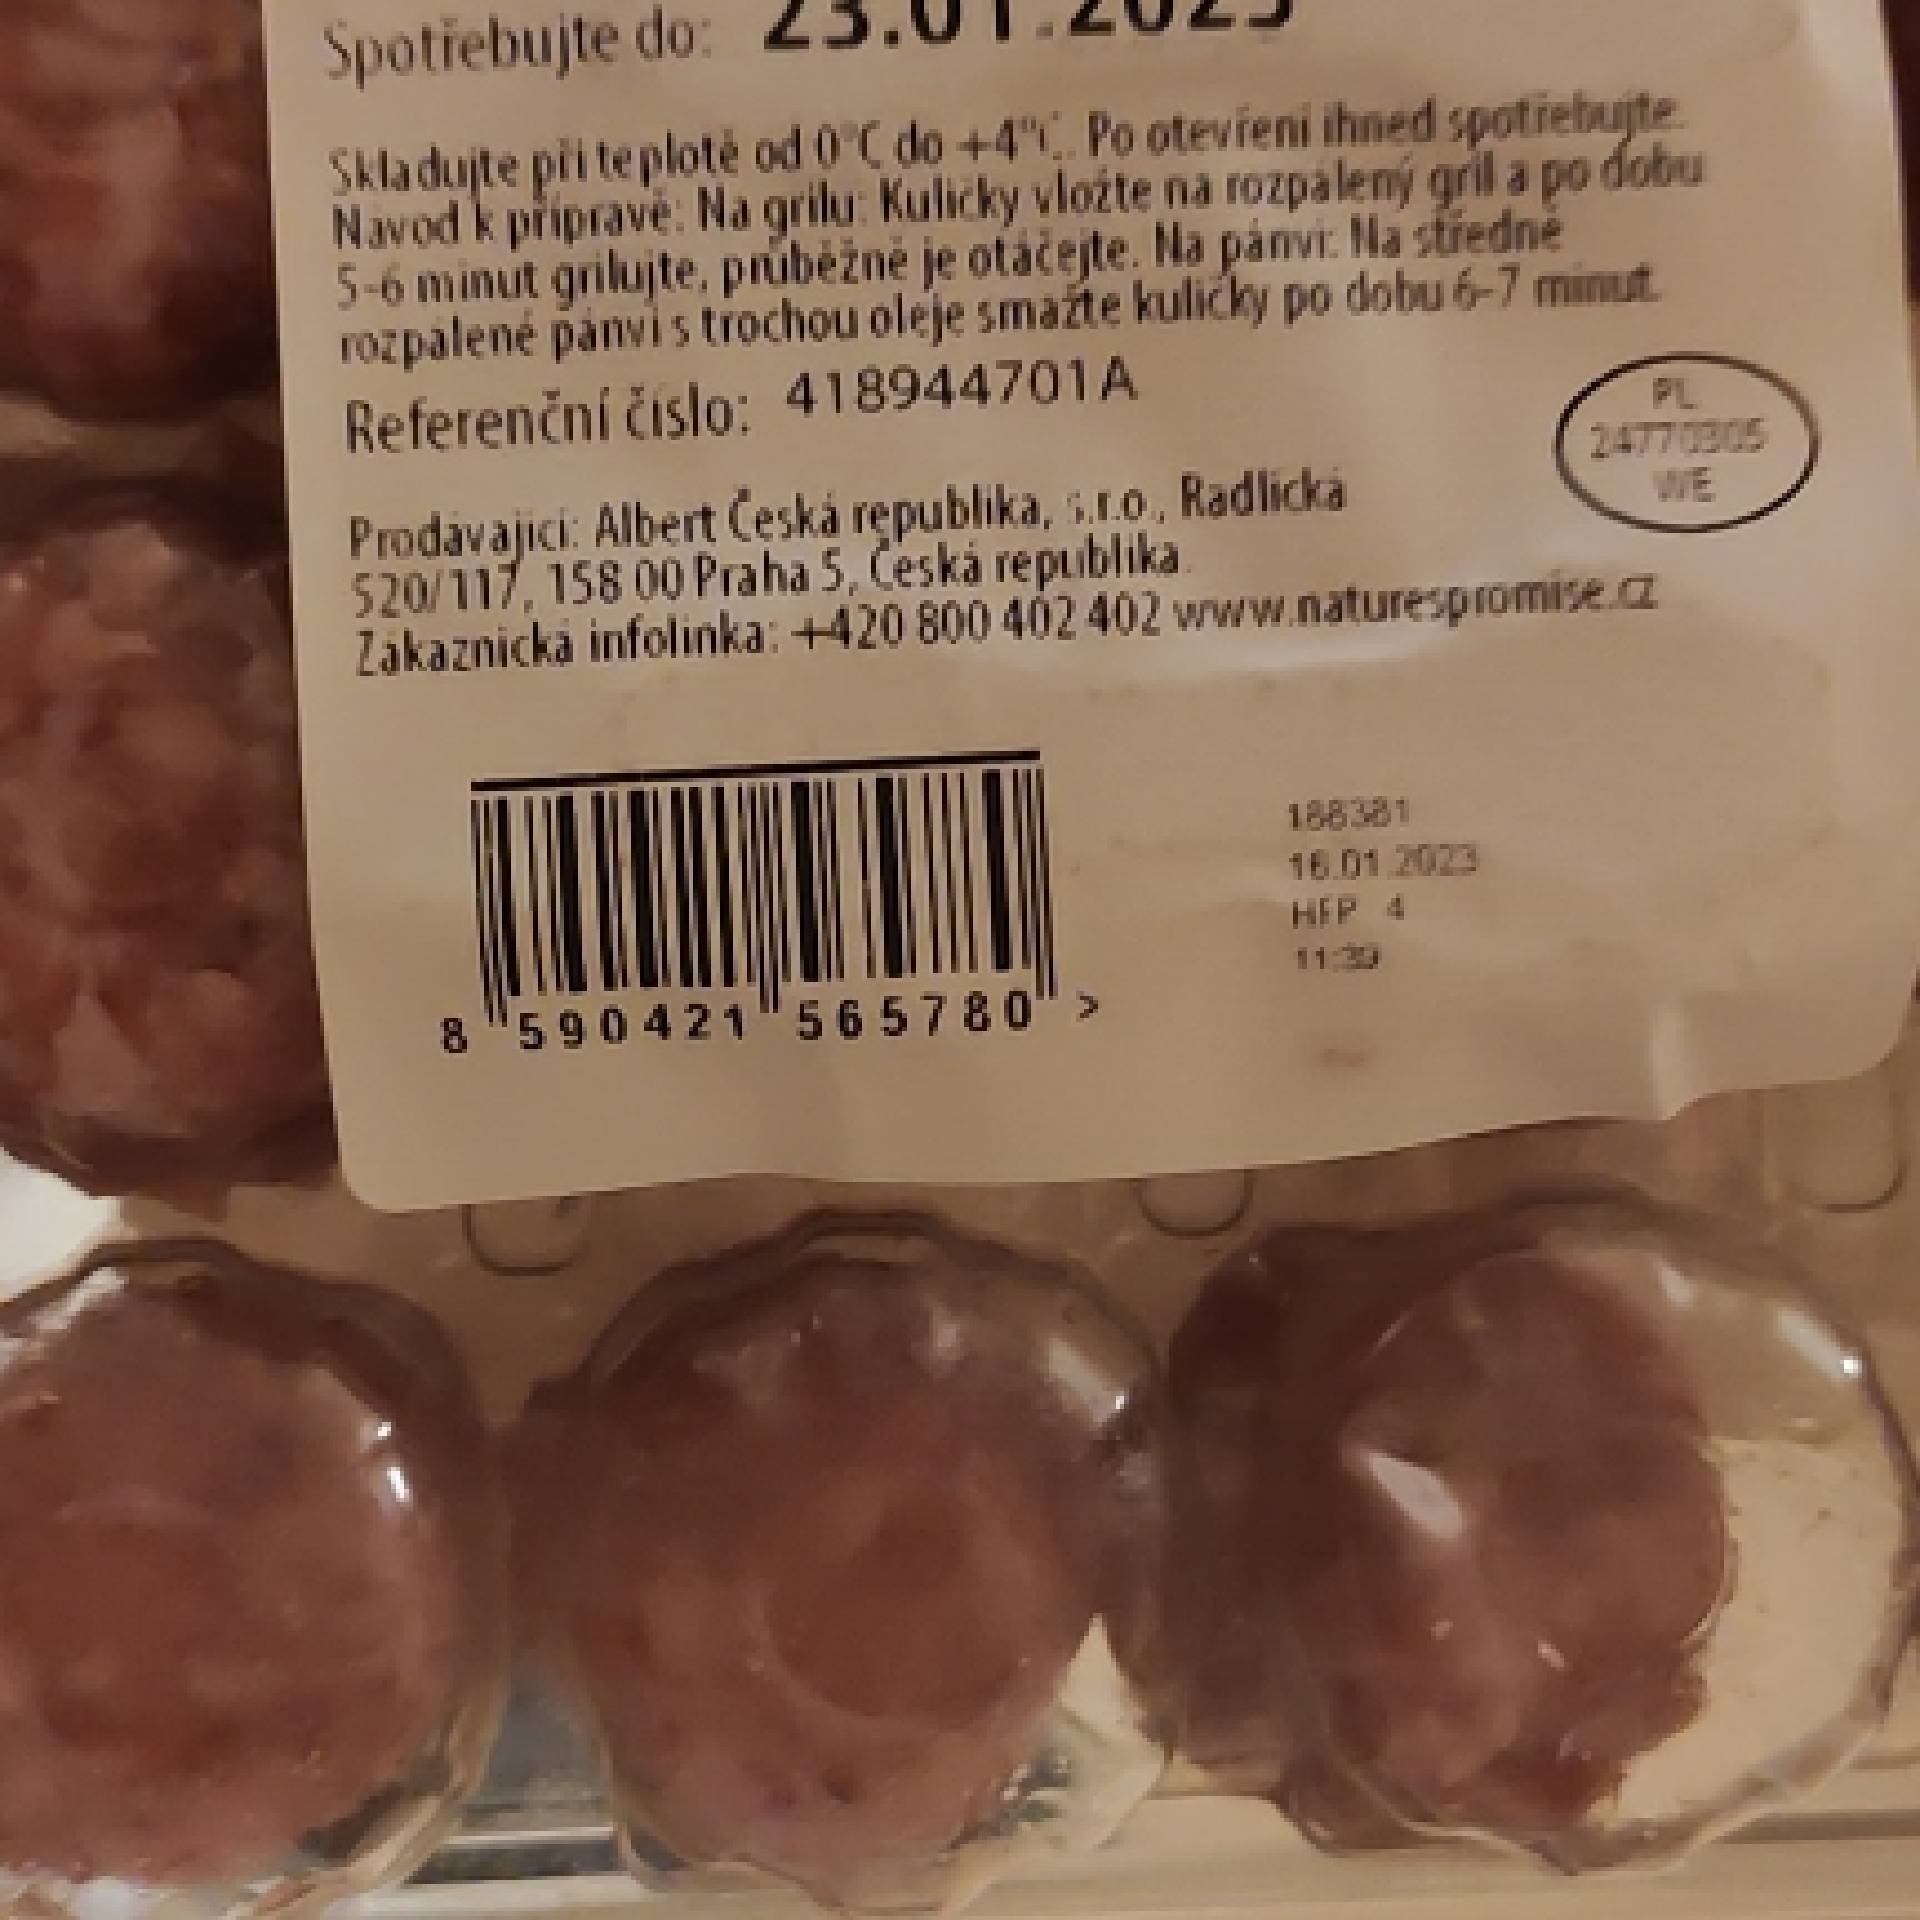 Spotřebujte do: 23.01.2023
Skladujte při teplotě od 0°C do +4°C. Po otevření ihned spotřebujte.
Návod k přípravě: Na grilu: Kuličky vložte na rozpálený gril a po dobu
5-6 minut grilujte, průběžně je otáčejte. Na pánvi: Na středně
rozpálené pánvi s trochou oleje smažte kuličky po dobu 6-7 minut.
Referenční číslo: 418944701A
PL
24770305
WE
Prodávající: Albert Česká republika, s.r.o., Radlická
520/117, 158 00 Praha 5, Česká republika.
Zákaznická infolinka: +420 800 402 402 www.naturespromise.cz
188381
16.01.2023
HFP 4
11:39
8 590421 565780 >